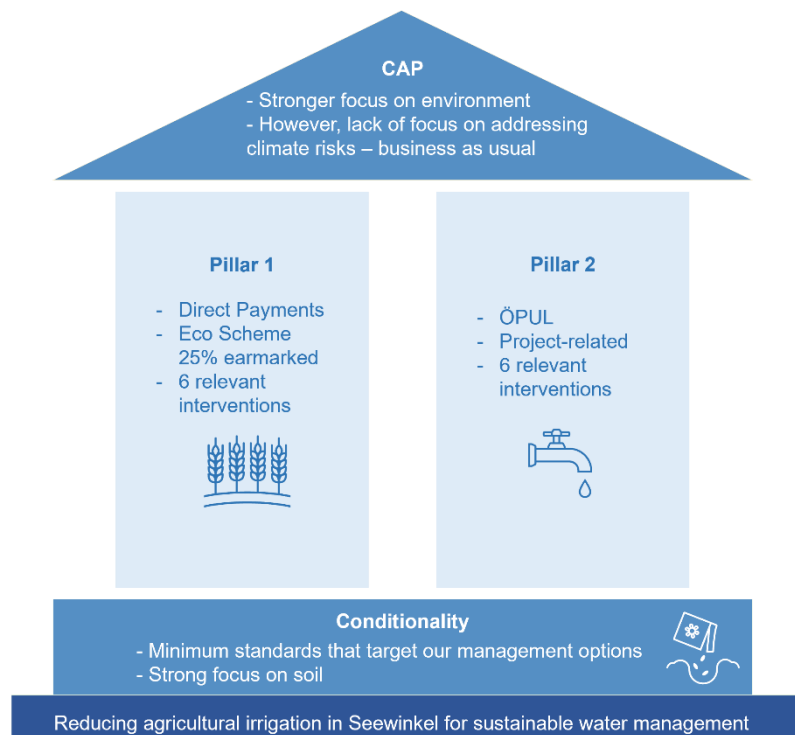 CAP
- Stronger focus on environment
- However, lack of focus on addressing
climate risks – business as usual
Pillar 1
- Direct Payments
- Eco Scheme
25% earmarked
- 6 relevant
interventions
Pillar 2
- ÖPUL
- Project-related
- 6 relevant
interventions
Conditionality
- Minimum standards that target our management options
- Strong focus on soil
Reducing agricultural irrigation in Seewinkel for sustainable water management